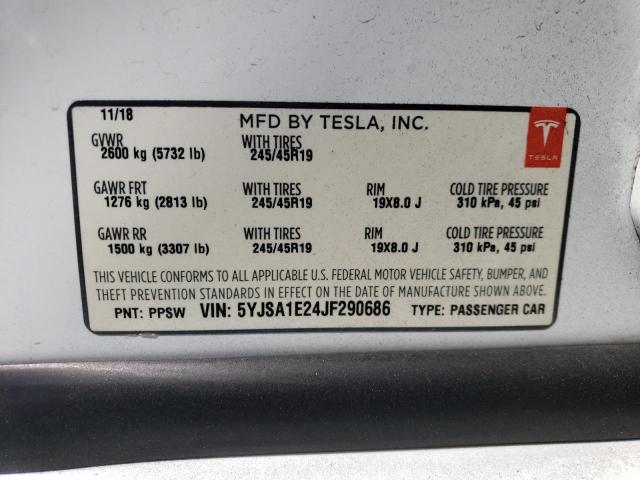 11/18 MFD BY TESLA, INC.
GVWR WITH TIRES
2600 kg (5732 lb) 245/45R19
TESLA
GAWR FRT WITH TIRES RIM COLD TIRE PRESSURE
1276 kg (2813 lb) 245/45R19 19X8.0 J 310 kPa, 45 psi
GAWR RR WITH TIRES RIM COLD TIRE PRESSURE
1500 kg (3307 lb) 245/45R19 19X8.0 J 310 kPa, 45 psi
THIS VEHICLE CONFORMS TO ALL APPLICABLE U.S. FEDERAL MOTOR VEHICLE SAFETY, BUMPER, AND
THEFT PREVENTION STANDARDS IN EFFECT ON THE DATE OF MANUFACTURE SHOWN ABOVE.
PNT: PPSW VIN: 5YJSA1E24JF290686 TYPE: PASSENGER CAR